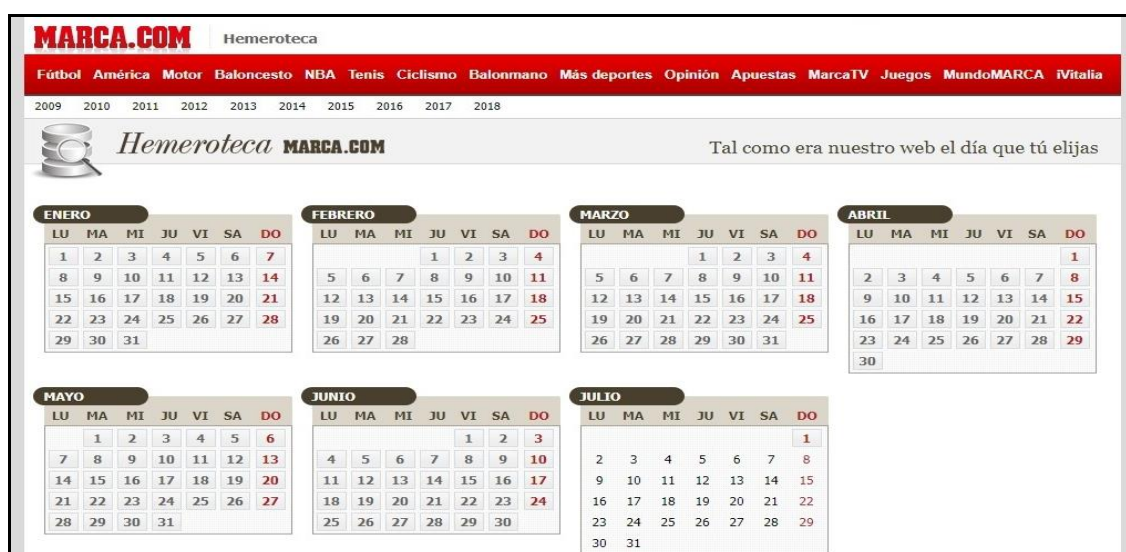 MARCA.COM Hemeroteca
Fútbol América Motor Baloncesto NBA Tenis Ciclismo Balonmano Más deportes Opinión Apuestas MarcaTV Juegos MundoMARCA iVitalia
2009 2010 2011 2012 2013 2014 2015 2016 2017 2018
Hemeroteca MARCA.COM Tal como era nuestro web el día que tú elijas
ENERO FEBRERO MARZO ABRIL
LU MA MI JU VI SA DO LU MA MI JU VI SA DO LU MA MI JU VI SA DO LU MA MI JU VI SA DO
1 2 3 4 5 6 7 1 2 3 4 1 2 3 4 1
8 9 10 11 12 13 14 5 6 7 8 9 10 11 5 6 7 8 9 10 11 2 3 4 5 6 7 8
15 16 17 18 19 20 21 12 13 14 15 16 17 18 12 13 14 15 16 17 18 9 10 11 12 13 14 15
22 23 24 25 26 27 28 19 20 21 22 23 24 25 19 20 21 22 23 24 25 16 17 18 19 20 21 22
29 30 31 26 27 28 26 27 28 29 30 31 23 24 25 26 27 28 29
30
MAYO JUNIO JULIO
LU MA MI JU VI SA DO LU MA MI JU VI SA DO LU MA MI JU VI SA DO
1 2 3 4 5 6 1 2 3 1
7 8 9 10 11 12 13 4 5 6 7 8 9 10 2 3 4 5 6 7 8
14 15 16 17 18 19 20 11 12 13 14 15 16 17 9 10 11 12 13 14 15
21 22 23 24 25 26 27 18 19 20 21 22 23 24 16 17 18 19 20 21 22
28 29 30 31 25 26 27 28 29 30 23 24 25 26 27 28 29
30 31